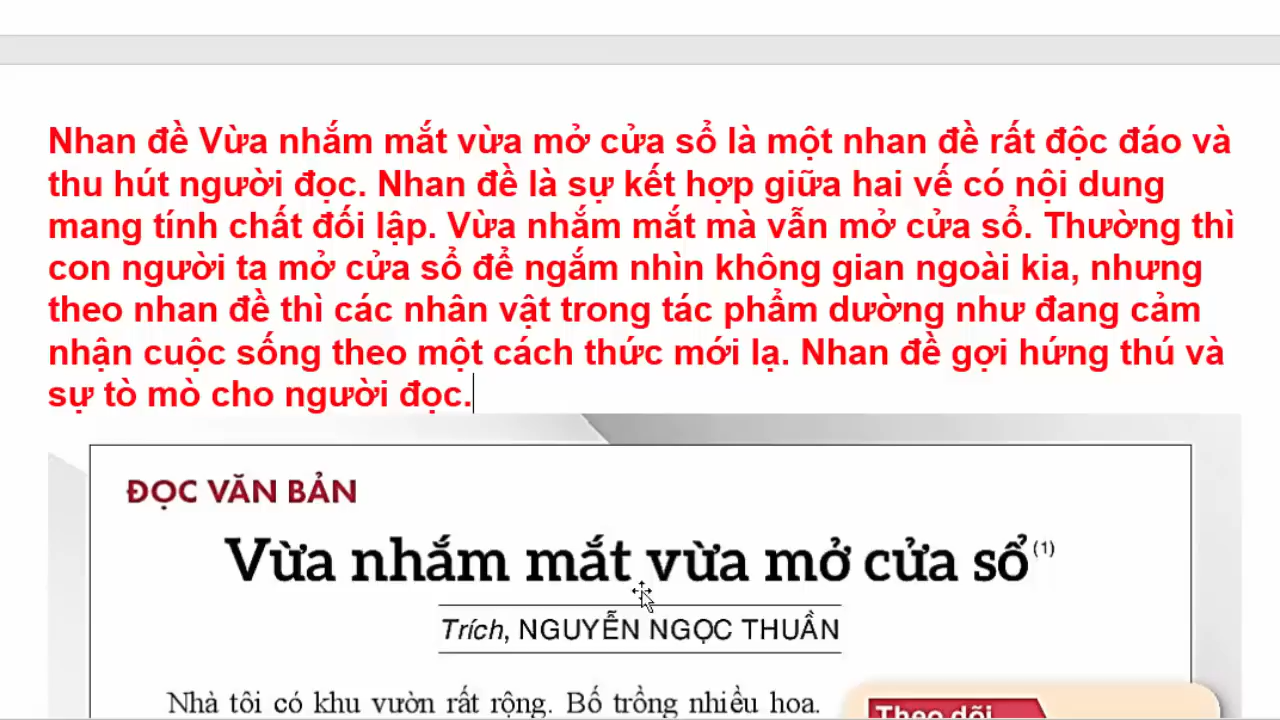 Nhan đề Vừa nhắm mắt vừa mở cửa sổ là một nhan đề rất độc đáo và
thu hút người đọc. Nhan đề là sự kết hợp giữa hai vế có nội dung
mang tính chất đối lập. Vừa nhắm mắt mà vẫn mở cửa sổ. Thường thì
con người ta mở cửa sổ để ngắm nhìn không gian ngoài kia, nhưng
theo nhan đề thì các nhân vật trong tác phẩm dường như đang cảm
nhận cuộc sống theo một cách thức mới lạ. Nhan đề gợi hứng thú và
sự tò mò cho người đọc.
ĐỌC VĂN BẢN
Vừa nhắm mắt vừa mở cửa sổ(1)
Trích, NGUYỄN NGỌC THUẦN
Nhà tôi có khu vườn rất rộng. Bố trồng nhiều hoa.
Theo dõi